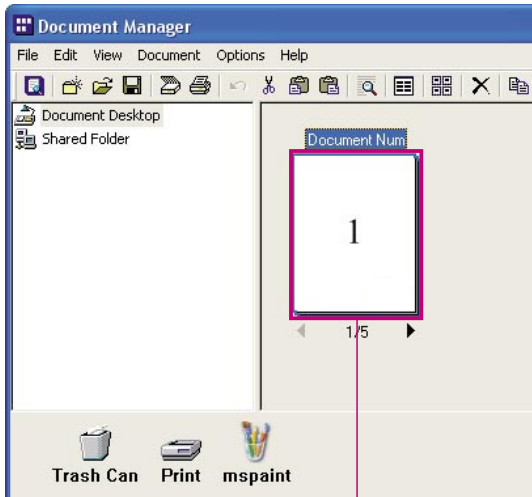 Document Manager
File Edit View Document Options Help
Document Desktop
Shared Folder
Document Num
1
1/5
Trash Can Print mspaint